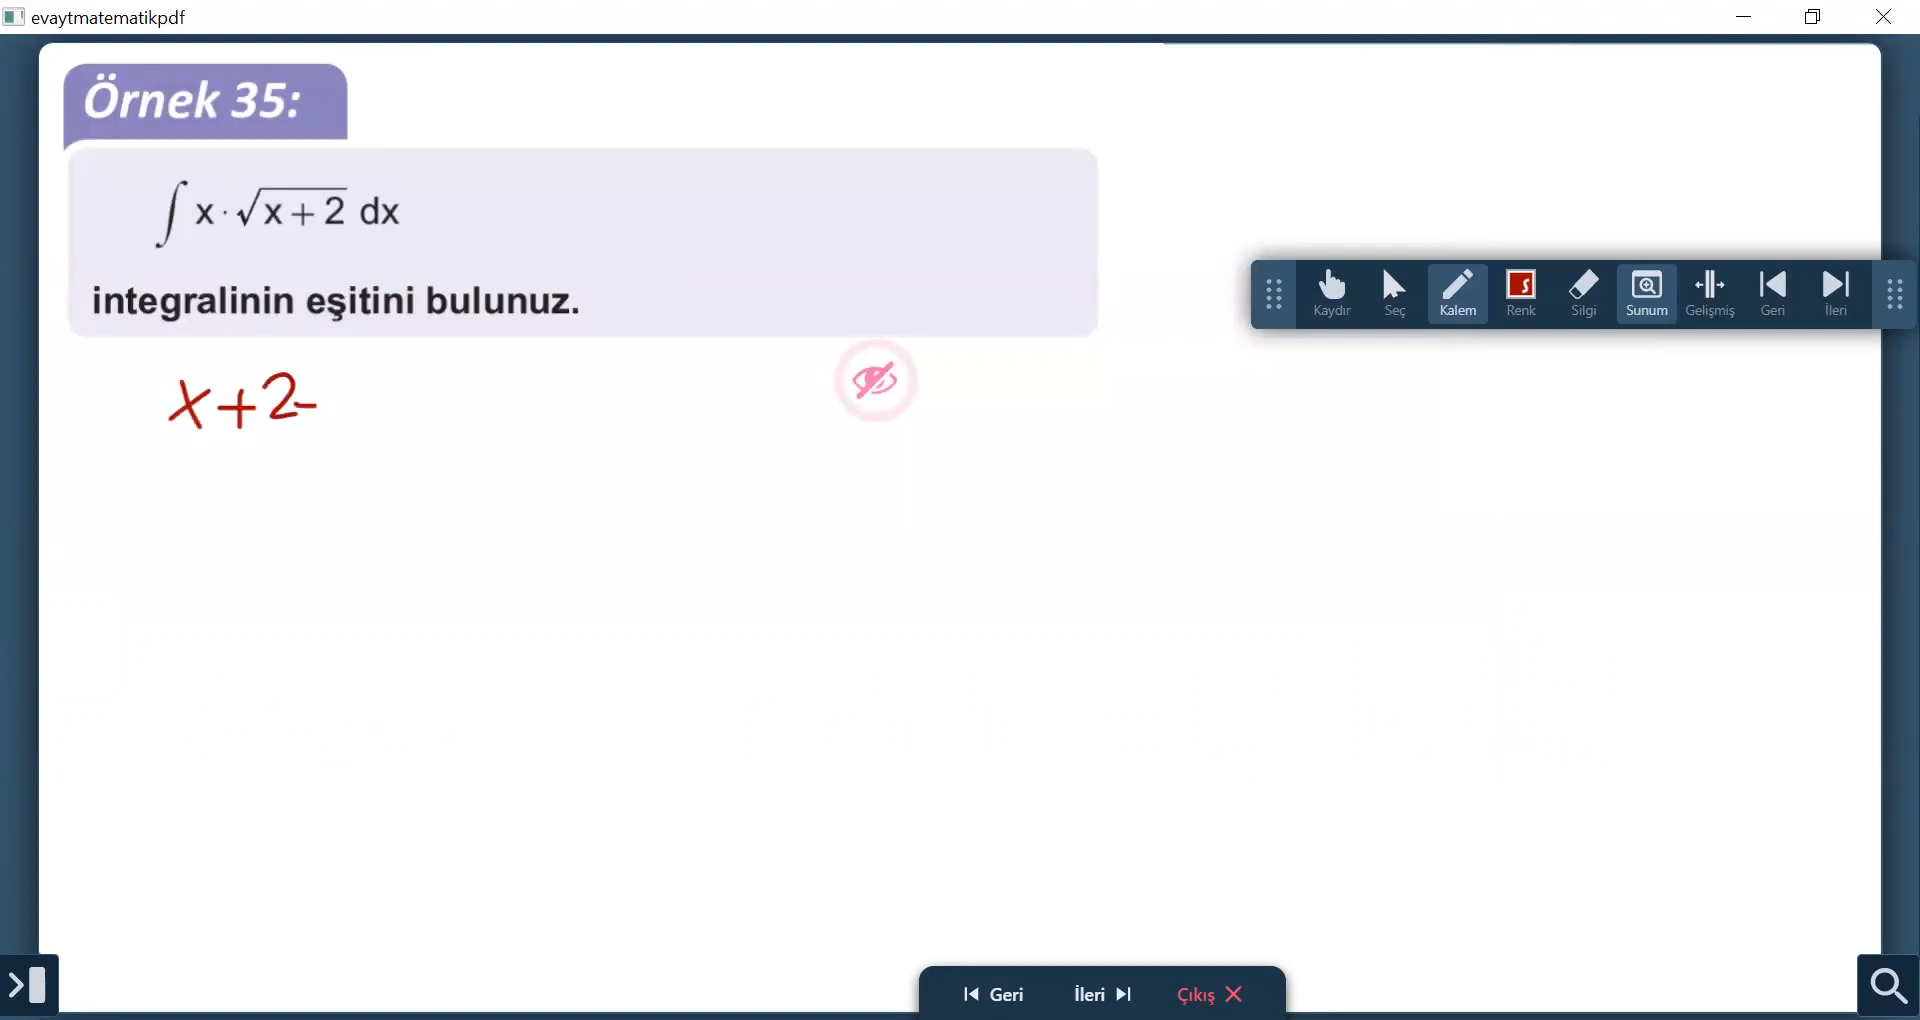 evaytmatematikpdf
Örnek 35:
∫ x · √x + 2 dx
integralinin eşitini bulunuz.
Kaydır Seç Kalem Renk Silgi Sunum Gelişmiş Geri İleri
x+2-
Geri İleri Çıkış